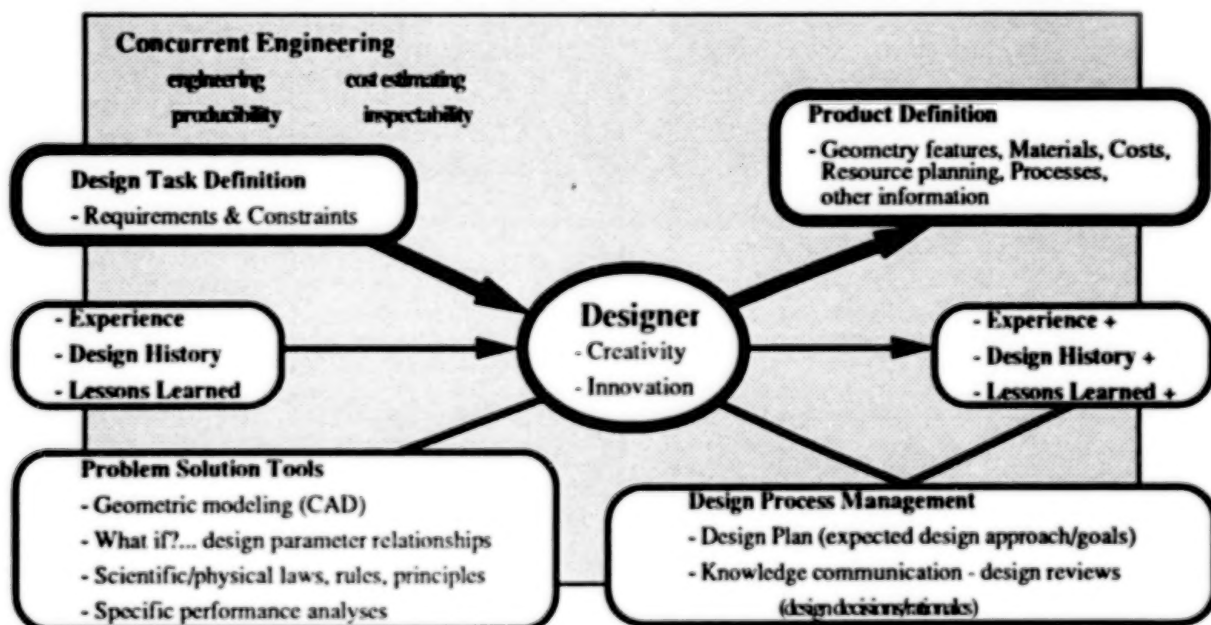 Concurrent Engineering
engineering cost estimating
producibility inspectability
Design Task Definition
- Requirements & Constraints
Product Definition
- Geometry features, Materials, Costs,
Resource planning, Processes,
other information
- Experience
- Design History
- Lessons Learned
Designer
- Creativity
- Innovation
- Experience +
- Design History +
- Lessons Learned +
Problem Solution Tools
- Geometric modeling (CAD)
- What if?... design parameter relationships
- Scientific/physical laws, rules, principles
- Specific performance analyses
Design Process Management
- Design Plan (expected design approach/goals)
- Knowledge communication - design reviews
(design decisions/rationales)